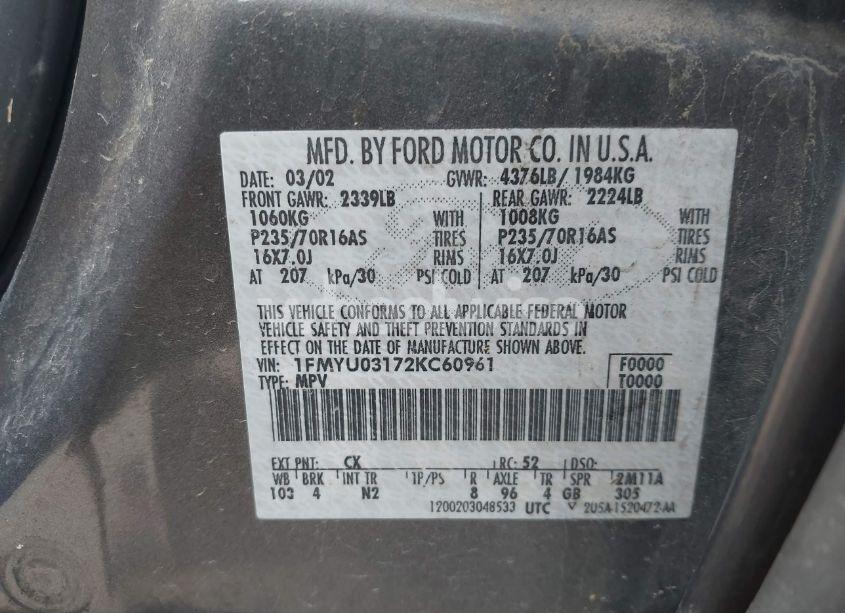 MFD. BY FORD MOTOR CO. IN U.S.A.
DATE: 03/02 GVWR: 4376LB/ 1984KG
FRONT GAWR: 2339LB REAR GAWR: 2224LB
1060KG WITH 1008KG WITH
P235/70R16AS TIRES P235/70R16AS TIRES
16X7.0J RIMS 16X7.0J RIMS
AT 207 kPa/30 PSI COLD AT 207 kPa/30 PSI COLD
THIS VEHICLE CONFORMS TO ALL APPLICABLE FEDERAL MOTOR
VEHICLE SAFETY AND THEFT PREVENTION STANDARDS IN
EFFECT ON THE DATE OF MANUFACTURE SHOWN ABOVE.
VIN: 1FMYU03172KC60961 F0000
TYPE: MPV T0000
EXT PNT: CX RC: 52 DSO:
WB BRK INT TR TP/PS R AXLE TR SPR 2M11A
103 4 N2 8 96 4 GB 305
1200203048533 UTC 2U5A-1520472-AA